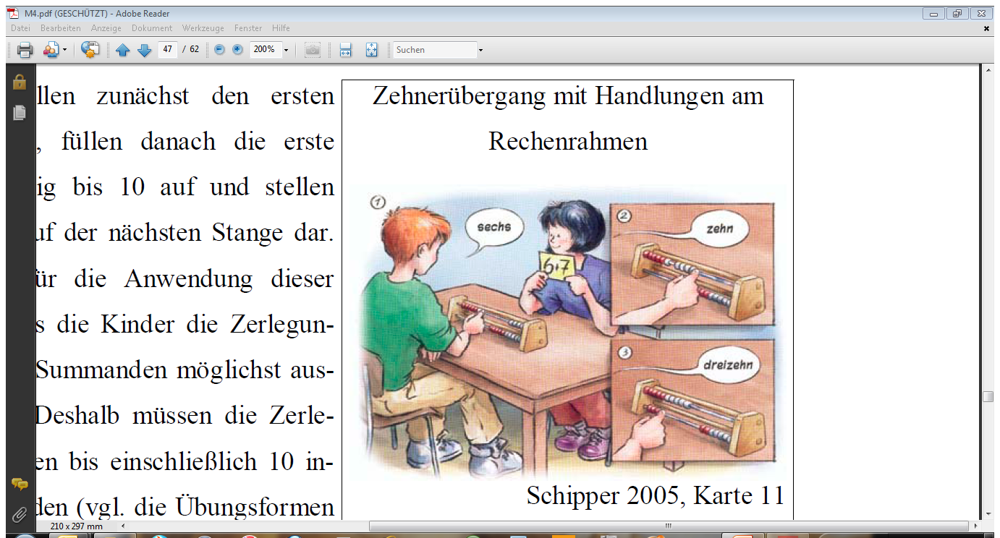 M4.pdf (GESCHÜTZT) - Adobe Reader
Datei Bearbeiten Anzeige Dokument Werkzeuge Fenster Hilfe
47 / 62 200% Suchen
llen zunächst den ersten
, füllen danach die erste
ig bis 10 auf und stellen
uf der nächsten Stange dar.
ür die Anwendung dieser
s die Kinder die Zerlegun-
Summanden möglichst aus-
Deshalb müssen die Zerle-
en bis einschließlich 10 in-
den (vgl. die Übungsformen
Zehnerübergang mit Handlungen am
Rechenrahmen
1
sechs
6+7
2
zehn
3
dreizehn
Schipper 2005, Karte 11
210 x 297 mm